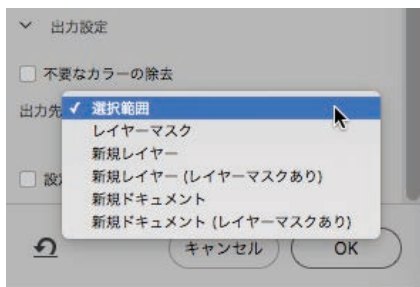 出力設定
不要なカラーの除去
出力先
選択範囲
レイヤーマスク
新規レイヤー
新規レイヤー (レイヤーマスクあり)
設定
新規ドキュメント
新規ドキュメント (レイヤーマスクあり)
キャンセル
OK